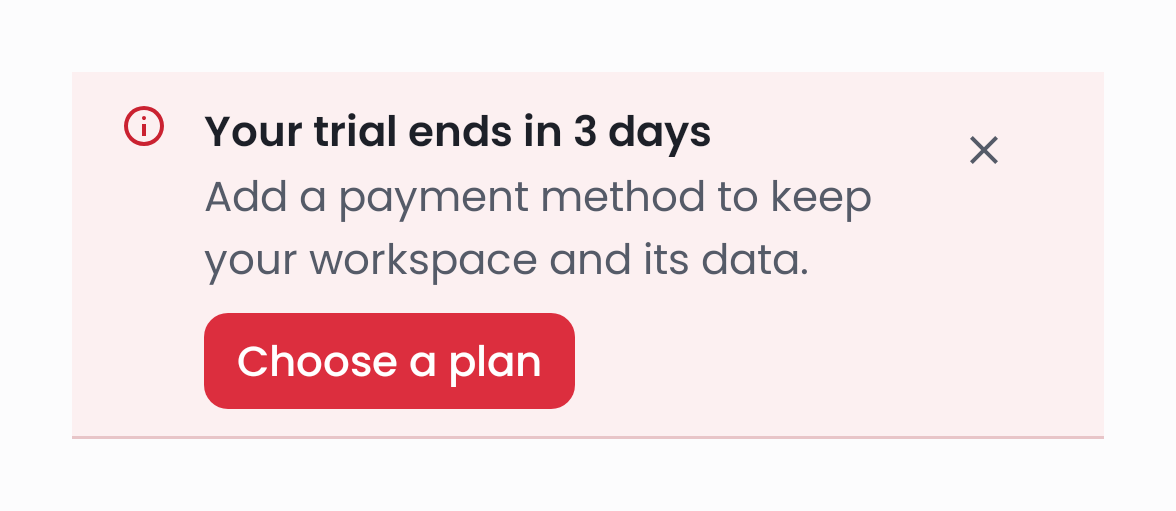 Your trial ends in 3 days
Add a payment method to keep
your workspace and its data.
Choose a plan